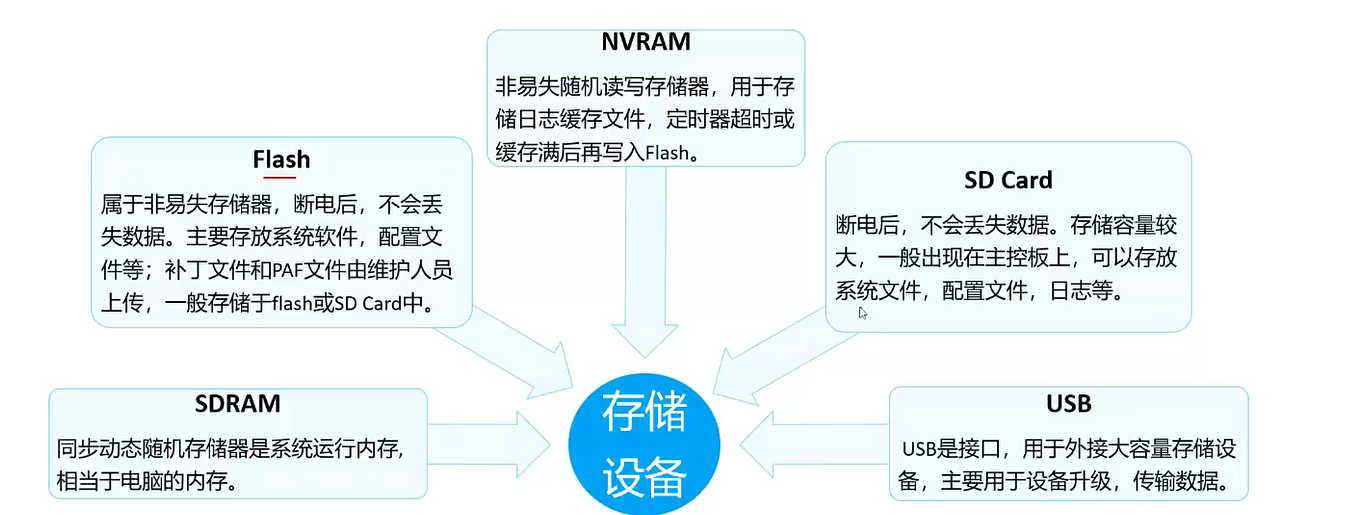 NVRAM
非易失随机读写存储器，用于存
储日志缓存文件，定时器超时或
缓存满后再写入Flash。
Flash
属于非易失存储器，断电后，不会丢
失数据。主要存放系统软件，配置文
件等；补丁文件和PAF文件由维护人员
上传，一般存储于flash或SD Card中。
SD Card
断电后，不会丢失数据。存储容量较
大，一般出现在主控板上，可以存放
系统文件，配置文件，日志等。
SDRAM
同步动态随机存储器是系统运行内存，
相当于电脑的内存。
存储
设备
USB
USB是接口，用于外接大容量存储设
备，主要用于设备升级，传输数据。